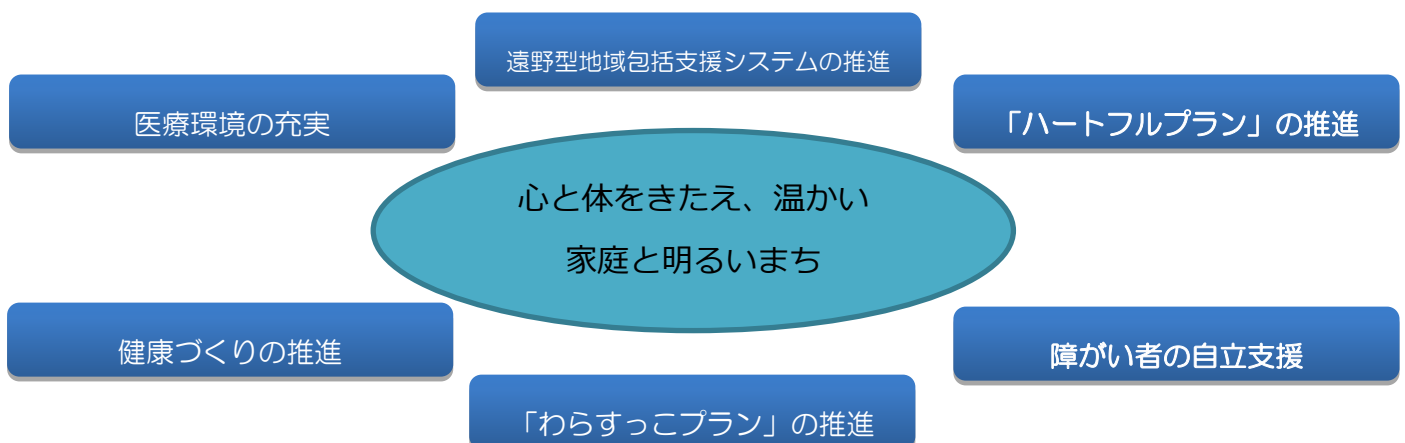 遠野型地域包括支援システムの推進
医療環境の充実
「ハートフルプラン」の推進
心と体をきたえ、温かい
家庭と明るいまち
健康づくりの推進
障がい者の自立支援
「わらすっこプラン」の推進